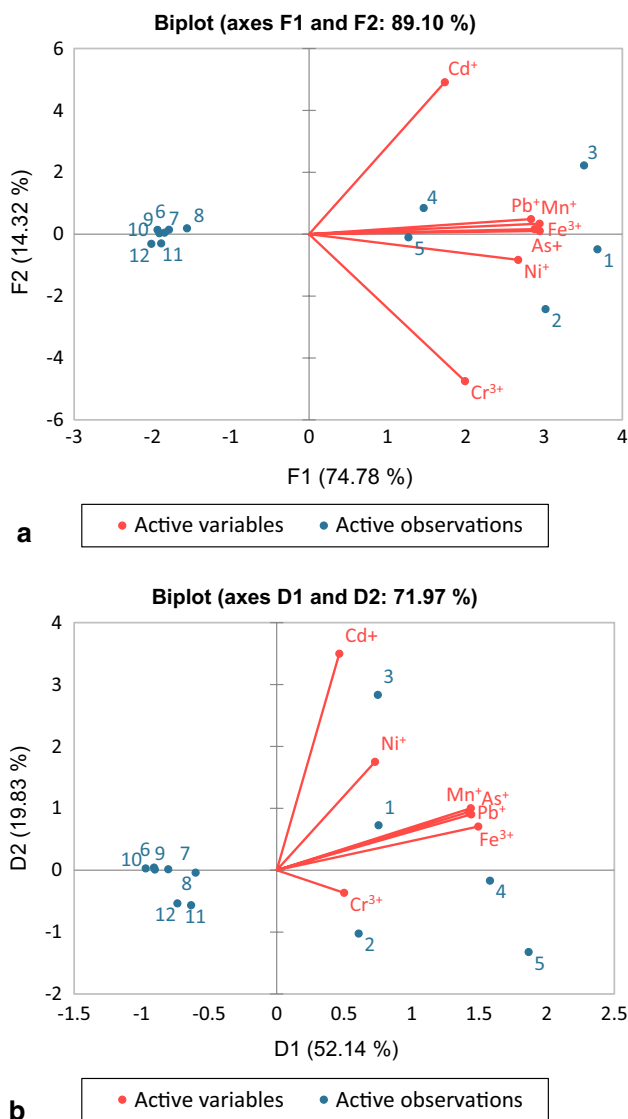 Biplot (axes F1 and F2: 89.10 %)
6
4
2
0
-2
-4
-6
F2 (14.32 %)
Cd⁺
3
4
Pb⁺ Mn⁺
Fe³⁺
As+
5
1
Ni⁺
2
Cr³⁺
9 6 7 8
10
12 11
-3 -2 -1 0 1 2 3 4
F1 (74.78 %)
a
Active variables Active observations
Biplot (axes D1 and D2: 71.97 %)
4
3
2
1
0
-1
-2
D2 (19.83 %)
Cd+
3
Ni⁺
Mn⁺ As⁺
1
Pb⁺
Fe³⁺
10 6 9 7
8
4
Cr³⁺
12 11
2
5
-1.5 -1 -0.5 0 0.5 1 1.5 2 2.5
D1 (52.14 %)
b
Active variables Active observations